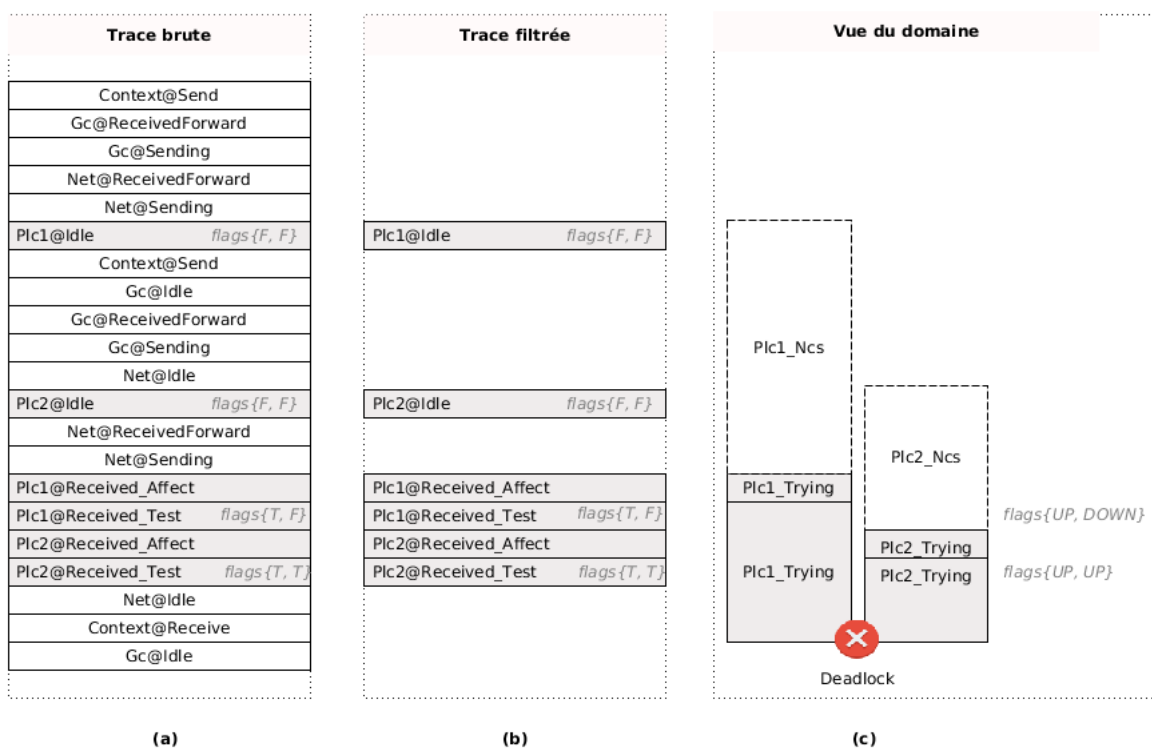 Trace brute
Context@Send
Gc@ReceivedForward
Gc@Sending
Net@ReceivedForward
Net@Sending
Plc1@Idle flags{F, F}
Context@Send
Gc@Idle
Gc@ReceivedForward
Gc@Sending
Net@Idle
Plc2@Idle flags{F, F}
Net@ReceivedForward
Net@Sending
Plc1@Received_Affect
Plc1@Received_Test flags{T, F}
Plc2@Received_Affect
Plc2@Received_Test flags{T, T}
Net@Idle
Context@Receive
Gc@Idle
(a)
Trace filtrée
Plc1@Idle flags{F, F}
Plc2@Idle flags{F, F}
Plc1@Received_Affect
Plc1@Received_Test flags{T, F}
Plc2@Received_Affect
Plc2@Received_Test flags{T, T}
(b)
Vue du domaine
Plc1_Ncs
Plc2_Ncs
Plc1_Trying
flags{UP, DOWN}
Plc2_Trying
Plc1_Trying
Plc2_Trying
flags{UP, UP}
Deadlock
(c)